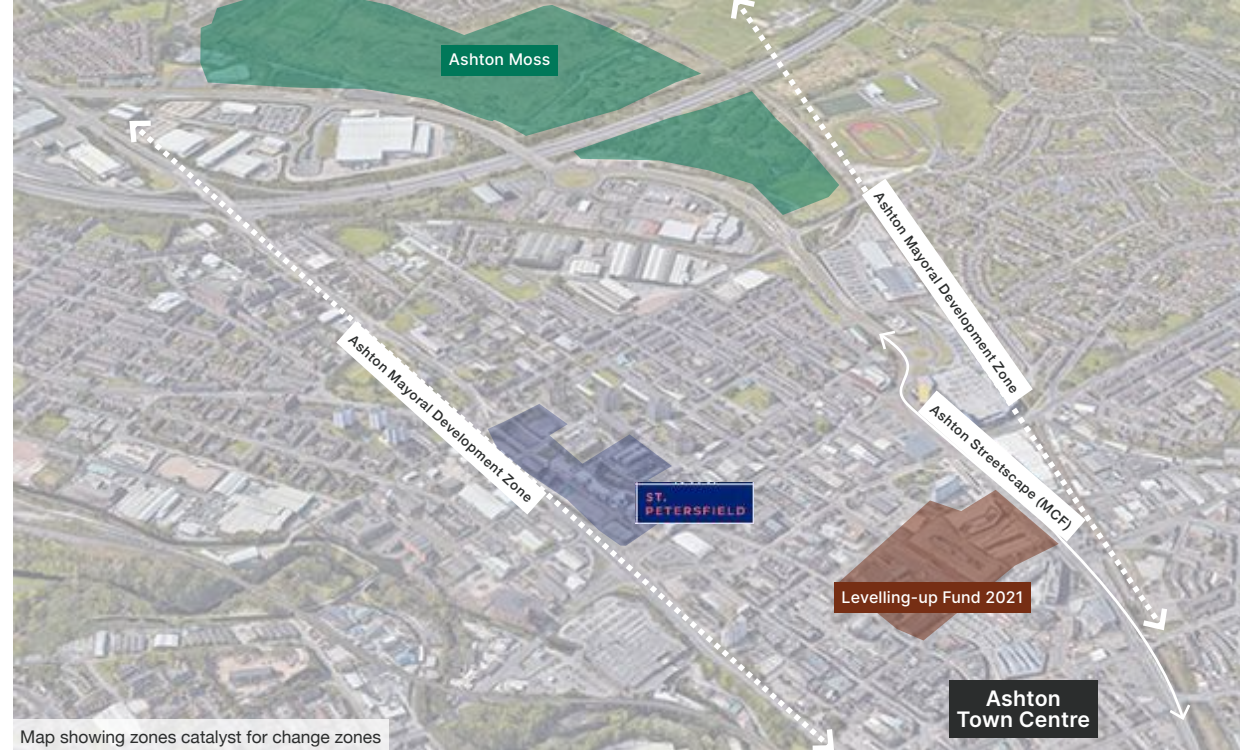 Ashton Moss
Ashton Mayoral Development Zone
Ashton Mayoral Development Zone
Ashton Streetscape (MCF)
ST.
PETERSFIELD
Levelling-up Fund 2021
Ashton
Town Centre
Map showing zones catalyst for change zones